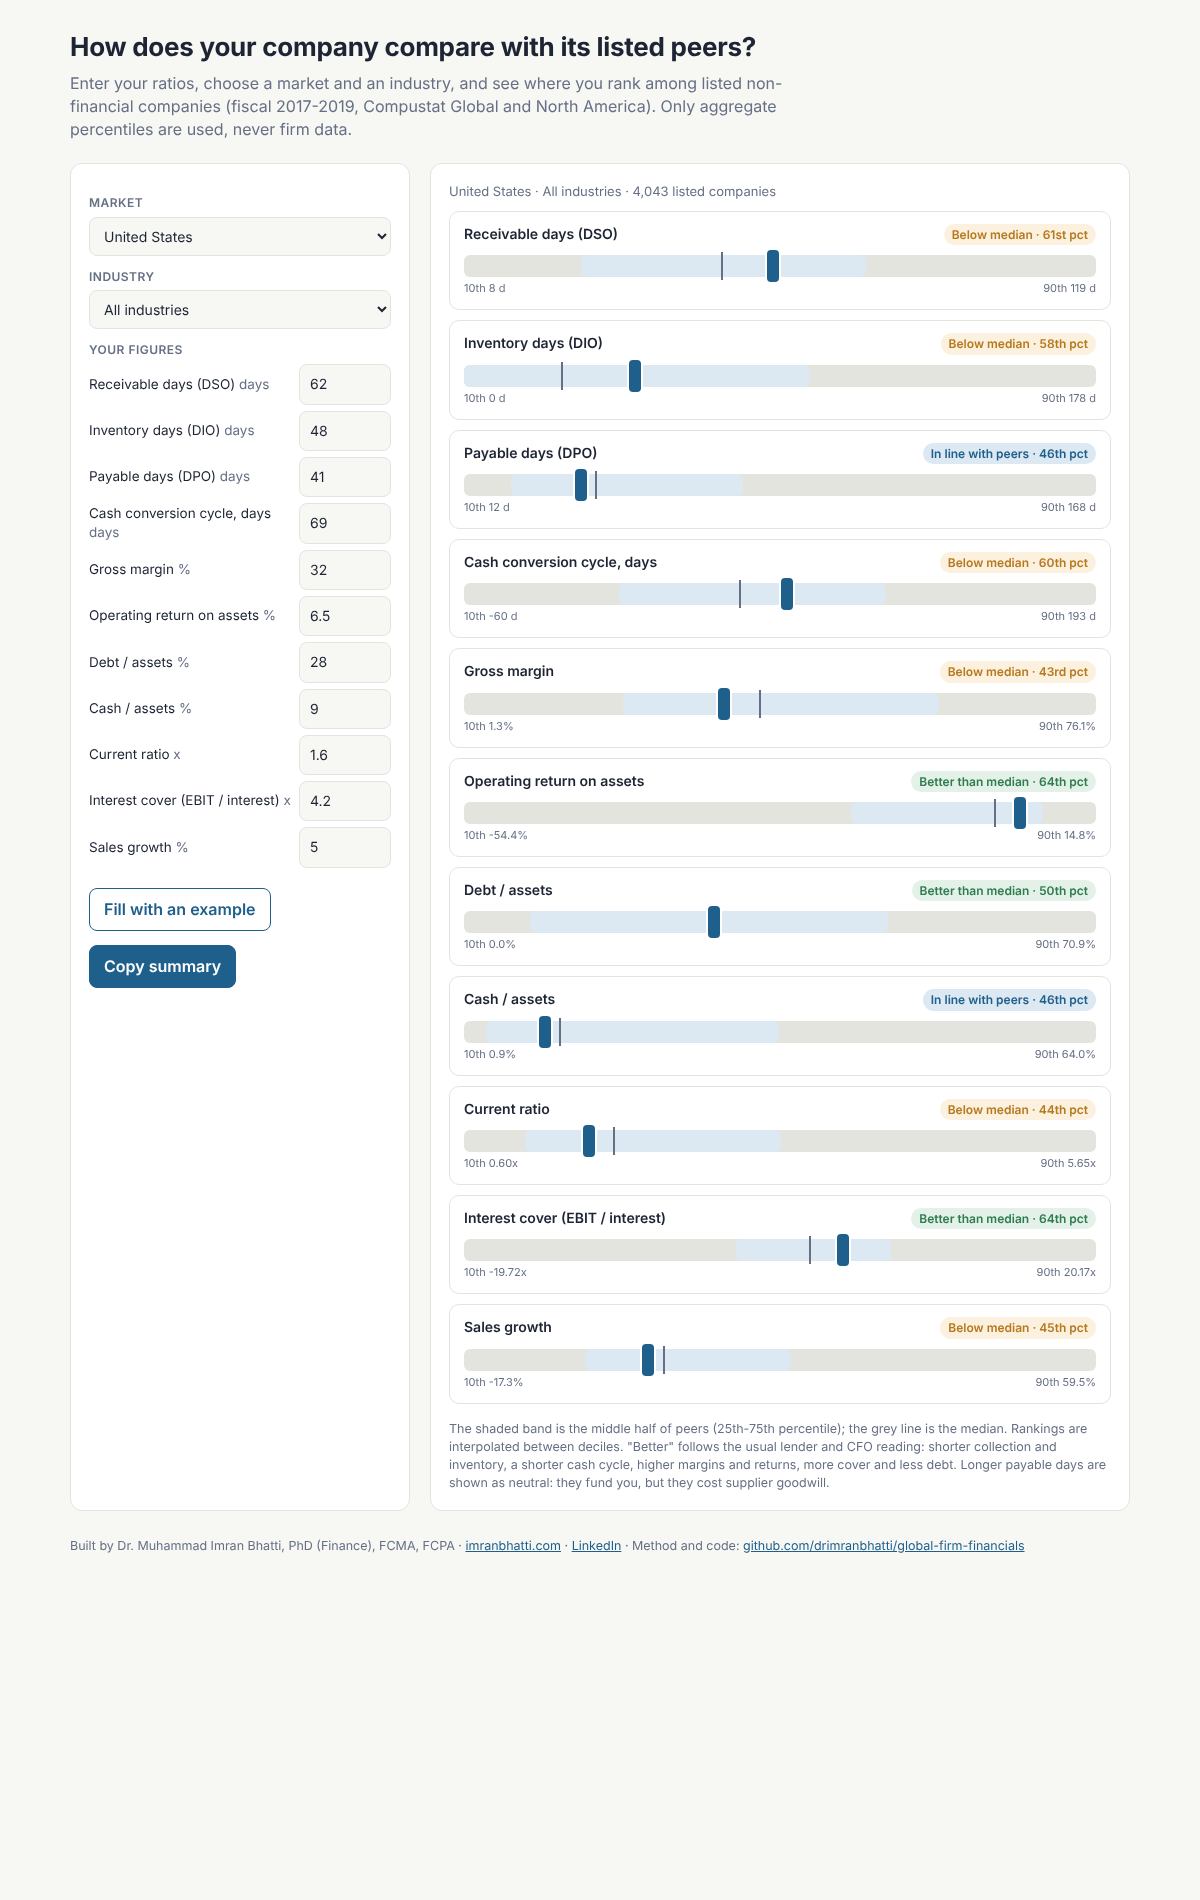 How does your company compare with its listed peers?
Enter your ratios, choose a market and an industry, and see where you rank among listed non-
financial companies (fiscal 2017-2019, Compustat Global and North America). Only aggregate
percentiles are used, never firm data.
MARKET
United States
INDUSTRY
All industries
YOUR FIGURES
Receivable days (DSO) days
62
Inventory days (DIO) days
48
Payable days (DPO) days
41
Cash conversion cycle, days
days
69
Gross margin %
32
Operating return on assets %
6.5
Debt / assets %
28
Cash / assets %
9
Current ratio x
1.6
Interest cover (EBIT / interest) x
4.2
Sales growth %
5
Fill with an example
Copy summary
United States · All industries · 4,043 listed companies
Receivable days (DSO)
Below median · 61st pct
10th 8 d
90th 119 d
Inventory days (DIO)
Below median · 58th pct
10th 0 d
90th 178 d
Payable days (DPO)
In line with peers · 46th pct
10th 12 d
90th 168 d
Cash conversion cycle, days
Below median · 60th pct
10th -60 d
90th 193 d
Gross margin
Below median · 43rd pct
10th 1.3%
90th 76.1%
Operating return on assets
Better than median · 64th pct
10th -54.4%
90th 14.8%
Debt / assets
Better than median · 50th pct
10th 0.0%
90th 70.9%
Cash / assets
In line with peers · 46th pct
10th 0.9%
90th 64.0%
Current ratio
Below median · 44th pct
10th 0.60x
90th 5.65x
Interest cover (EBIT / interest)
Better than median · 64th pct
10th -19.72x
90th 20.17x
Sales growth
Below median · 45th pct
10th -17.3%
90th 59.5%
The shaded band is the middle half of peers (25th-75th percentile); the grey line is the median. Rankings are
interpolated between deciles. "Better" follows the usual lender and CFO reading: shorter collection and
inventory, a shorter cash cycle, higher margins and returns, more cover and less debt. Longer payable days are
shown as neutral: they fund you, but they cost supplier goodwill.
Built by Dr. Muhammad Imran Bhatti, PhD (Finance), FCMA, FCPA · imranbhatti.com · LinkedIn · Method and code: github.com/drimranbhatti/global-firm-financials